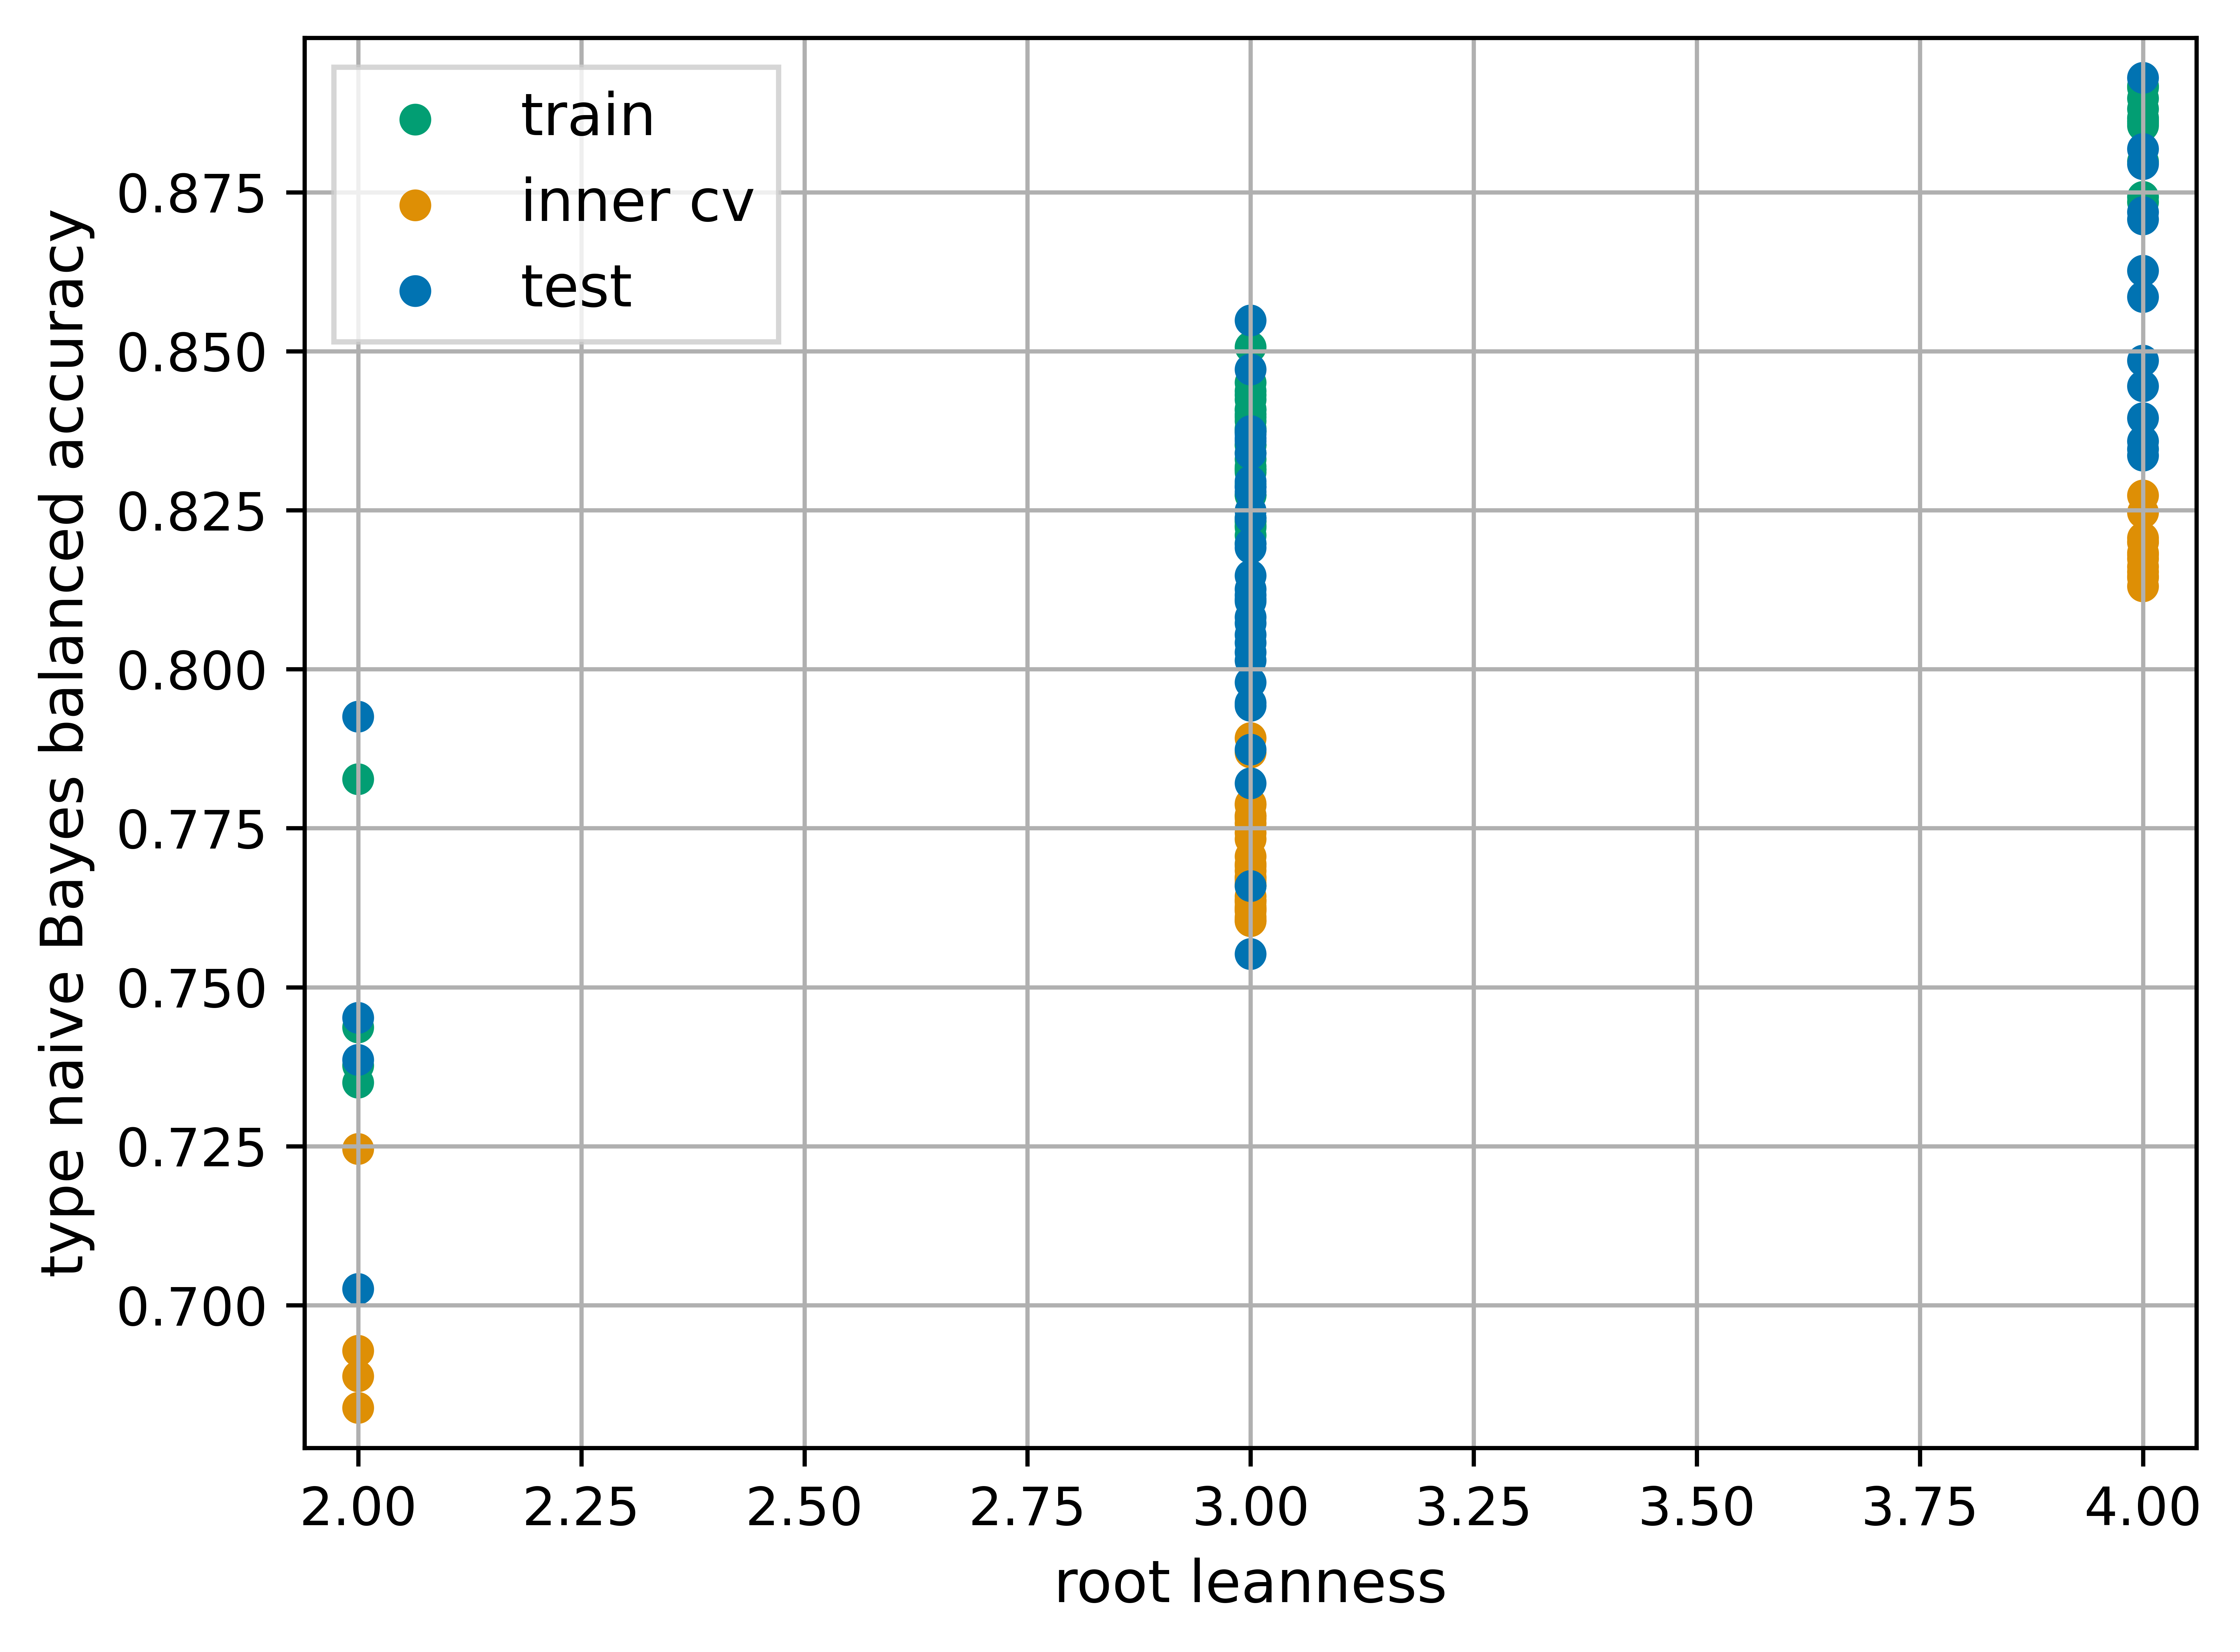 train
inner cv
test
type naive Bayes balanced accuracy
0.875
0.850
0.825
0.800
0.775
0.750
0.725
0.700
2.00 2.25 2.50 2.75 3.00 3.25 3.50 3.75 4.00
root leanness